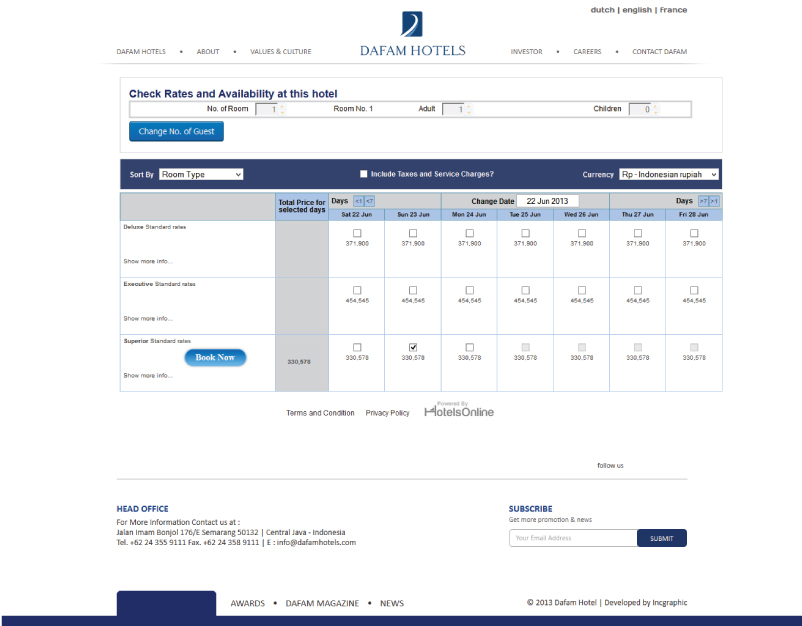 dutch | english | France
DAFAM HOTELS • ABOUT • VALUES & CULTURE
DAFAM HOTELS
INVESTOR • CAREERS • CONTACT DAFAM
Check Rates and Availability at this hotel
No. of Room 1 Room No. 1 Adult 1 Children 0
Change No. of Guest
Sort By Room Type Include Taxes and Service Charges? Currency Rp - Indonesian rupiah
Total Price for selected days
Days <1 <7 Change Date 22 Jun 2013 Days >7 >1
Sat 22 Jun Sun 23 Jun Mon 24 Jun Tue 25 Jun Wed 26 Jun Thu 27 Jun Fri 28 Jun
Deluxe Standard rates
371,900 371,900 371,900 371,900 371,900 371,900 371,900
Show more info...
Executive Standard rates
454,545 454,545 454,545 454,545 454,545 454,545 454,545
Show more info...
Superior Standard rates
Book Now
330,578
330,578 330,578 330,578 330,578 330,578 330,578 330,578
Show more info...
Terms and Condition Privacy Policy
Powered By
HotelsOnline
follow us
HEAD OFFICE
For More Information Contact us at :
Jalan Imam Bonjol 176/E Semarang 50132 | Central Java - Indonesia
Tel. +62 24 355 9111 Fax. +62 24 358 9111 | E : info@dafamhotels.com
SUBSCRIBE
Get more promotion & news
Your Email Address SUBMIT
AWARDS • DAFAM MAGAZINE • NEWS
© 2013 Dafam Hotel | Developed by Incgraphic